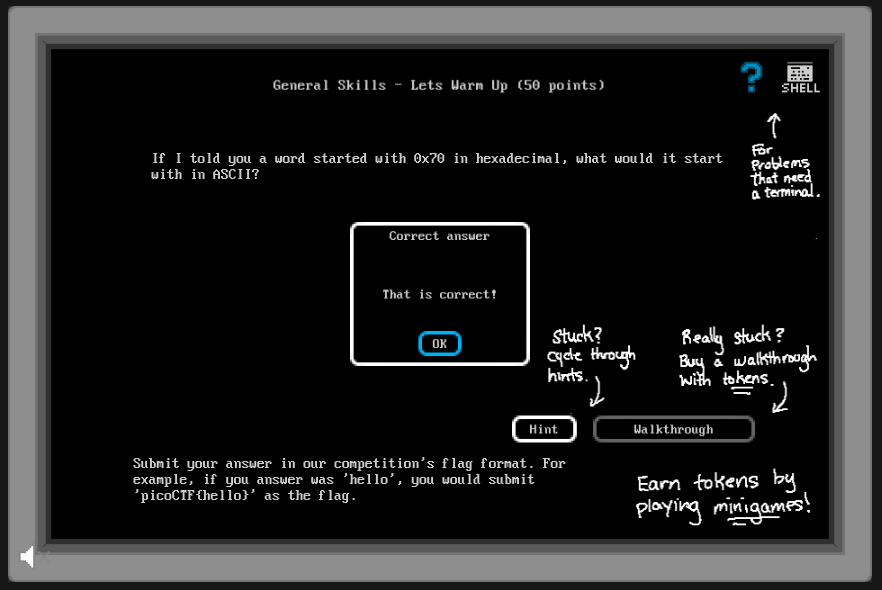 General Skills - Lets Warm Up (50 points)
SHELL
For
Problems
that need
a terminal.
If I told you a word started with 0x70 in hexadecimal, what would it start
with in ASCII?
Correct answer
That is correct!
OK
Stuck?
Cycle through
hints.
Really stuck?
Buy a walkthrough
with tokens.
Hint
Walkthrough
Submit your answer in our competition's flag format. For
example, if you answer was 'hello', you would submit
'picoCTF{hello}' as the flag.
Earn tokens by
playing minigames!